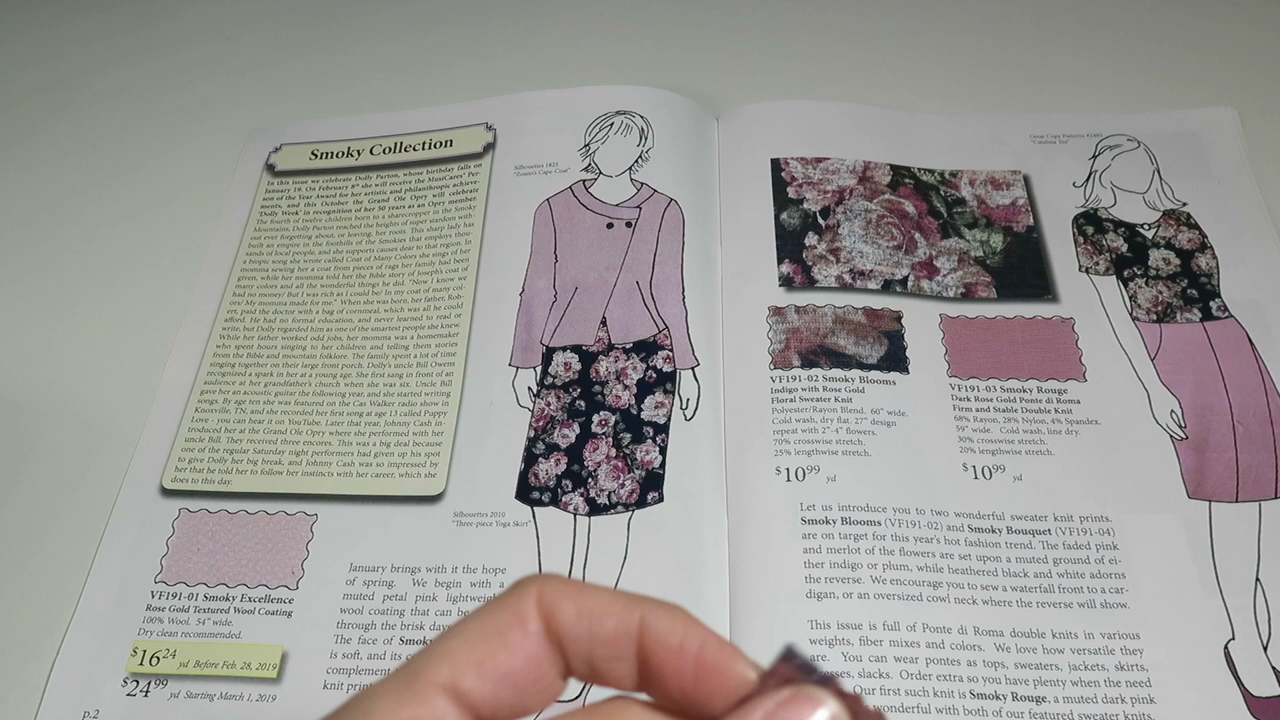 Smoky Collection
In this issue we celebrate Dolly Parton, whose birthday falls on
January 19. On February 8th she will receive the MusiCares® Per-
son of the Year Award for her artistic and philanthropic achieve-
ments, and this October the Grand Ole Opry will celebrate
'Dolly Week' in recognition of her 50 years as an Opry member.
The fourth of twelve children born to a sharecropper in the Smoky
Mountains, Dolly Parton reached the heights of super stardom with-
out ever forgetting about, or leaving, her roots. This sharp lady has
built an empire in the foothills of the Smokies that employs thou-
sands of local people, and she supports causes dear to that region. In
a biopic song she wrote called Coat of Many Colors she sings of her
momma sewing her a coat from pieces of rags her family had been
given, while her momma told her the Bible story of Joseph's coat of
many colors and all the wonderful things he did. "Now I know we
had no money/ But I was rich as i could be/ In my coat of many col-
ors/ My momma made for me." When she was born, her father, Rob-
ert, paid the doctor with a bag of cornmeal, which was all he could
afford. He had no formal education, and never learned to read or
write, but Dolly regarded him as one of the smartest people she knew.
While her father worked odd jobs, her momma was a homemaker
who spent hours singing to her children and telling them stories
from the Bible and mountain folklore. The family spent a lot of time
singing together on their large front porch. Dolly's uncle Bill Owens
recognized a spark in her at a young age. She first sang in front of an
audience at her grandfather's church when she was six. Uncle Bill
gave her an acoustic guitar the following year, and she started writing
songs. By age ten she was featured on the Cas Walker radio show in
Knoxville, TN, and she recorded her first song at age 13 called Puppy
Love - you can hear it on YouTube. Later that year, Johnny Cash in-
troduced her at the Grand Ole Opry where she performed with her
uncle Bill. They received three encores. This was a big deal because
one of the regular Saturday night performers had given up his spot
to give Dolly her big break, and Johnny Cash was so impressed by
her that he told her to follow her instincts with her career, which she
does to this day.
Silhouettes 1825
"Zoano's Cape Coat"
Silhouettes 2010
"Three-piece Yoga Skirt"
VF191-01 Smoky Excellence
Rose Gold Textured Wool Coating
100% Wool. 54" wide.
Dry clean recommended.
$16.24 yd Before Feb. 28, 2019
$24.99 yd Starting March 1, 2019
p.2
January brings with it the hope
of spring. We begin with a
muted petal pink lightweight
wool coating that can be
through the brisk days
The face of Smoky
is soft, and its
complement
knit print
Great Copy Patterns
"Catalina Tee"
VF191-02 Smoky Blooms
Indigo with Rose Gold
Floral Sweater Knit
Polyester/Rayon Blend. 60" wide.
Cold wash, dry flat. 27" design
repeat with 2"-4" flowers.
70% crosswise stretch.
25% lengthwise stretch.
$10.99 yd
VF191-03 Smoky Rouge
Dark Rose Gold Ponte di Roma
Firm and Stable Double Knit
68% Rayon, 28% Nylon, 4% Spandex.
59" wide. Cold wash, line dry.
30% crosswise stretch.
20% lengthwise stretch.
$10.99 yd
Let us introduce you to two wonderful sweater knit prints.
Smoky Blooms (VF191-02) and Smoky Bouquet (VF191-04)
are on target for this year's hot fashion trend. The faded pink
and merlot of the flowers are set upon a muted ground of ei-
ther indigo or plum, while heathered black and white adorns
the reverse. We encourage you to sew a waterfall front to a car-
digan, or an oversized cowl neck where the reverse will show.
This issue is full of Ponte di Roma double knits in various
weights, fiber mixes and colors. We love how versatile they
are. You can wear pontes as tops, sweaters, jackets, skirts,
dresses, slacks. Order extra so you have plenty when the need
Our first such knit is Smoky Rouge, a muted dark pink
wonderful with both of our featured sweater knits